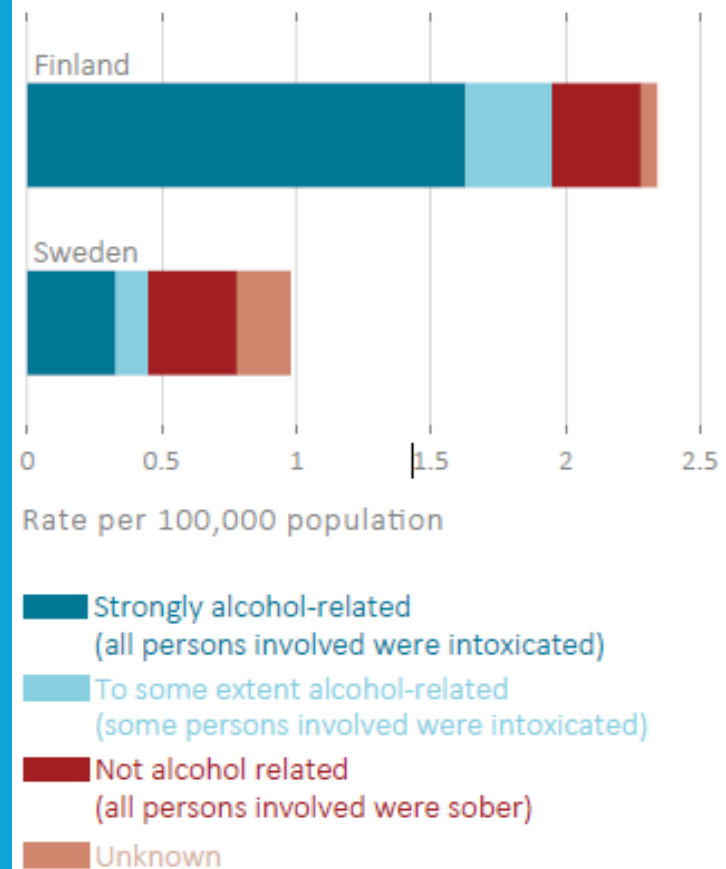 Finland
Sweden
0 0.5 1 1.5 2 2.5
Rate per 100,000 population
Strongly alcohol-related
(all persons involved were intoxicated)
To some extent alcohol-related
(some persons involved were intoxicated)
Not alcohol related
(all persons involved were sober)
Unknown